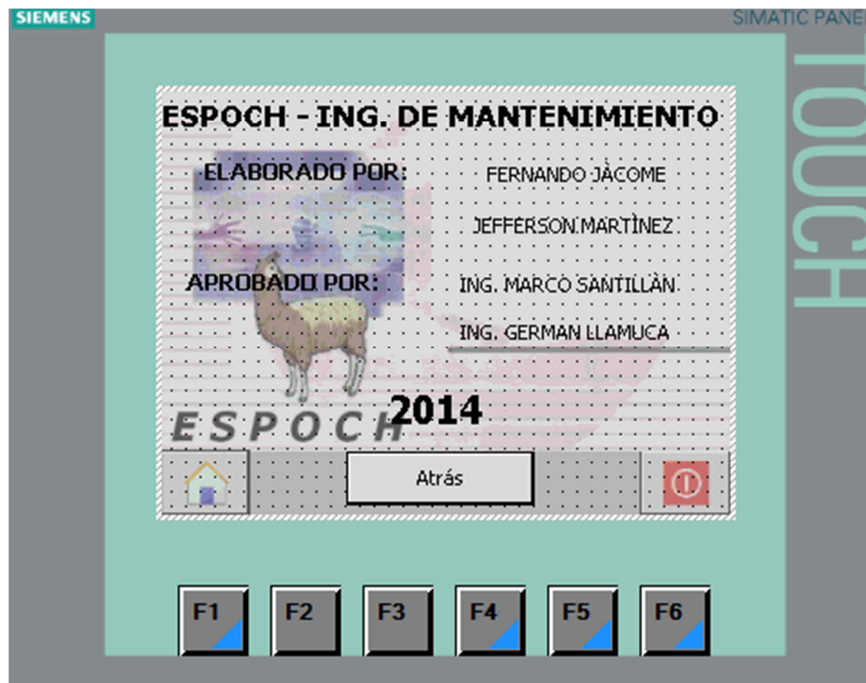 SIEMENS
SIMATIC PANEL
TOUCH
ESPOCH - ING. DE MANTENIMIENTO
ELABORADO POR: FERNANDO JÀCOME
JEFFERSON MARTÌNEZ
APROBADO POR: ING. MARCO SANTILLÀN
ING. GERMAN LLAMUCA
2014
ESPOCH
Atrás
F1 F2 F3 F4 F5 F6